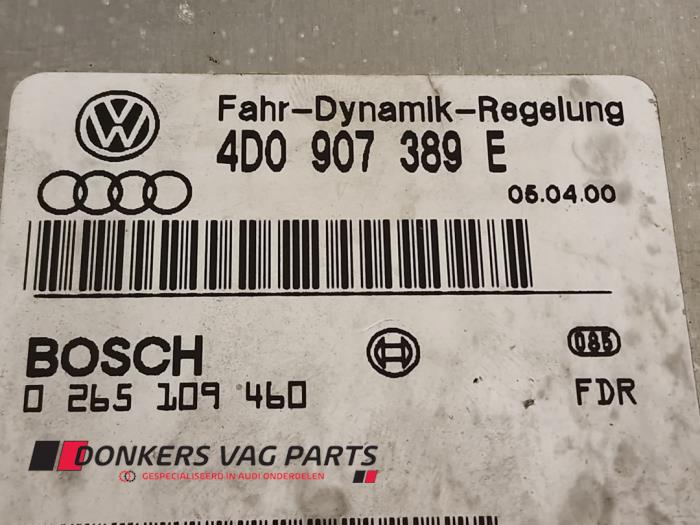 Fahr-Dynamik-Regelung
4D0 907 389 E
05.04.00
BOSCH
085
0 265 109 460
FDR
DONKERS VAG PARTS
GESPECIALISEERD IN AUDI ONDERDELEN